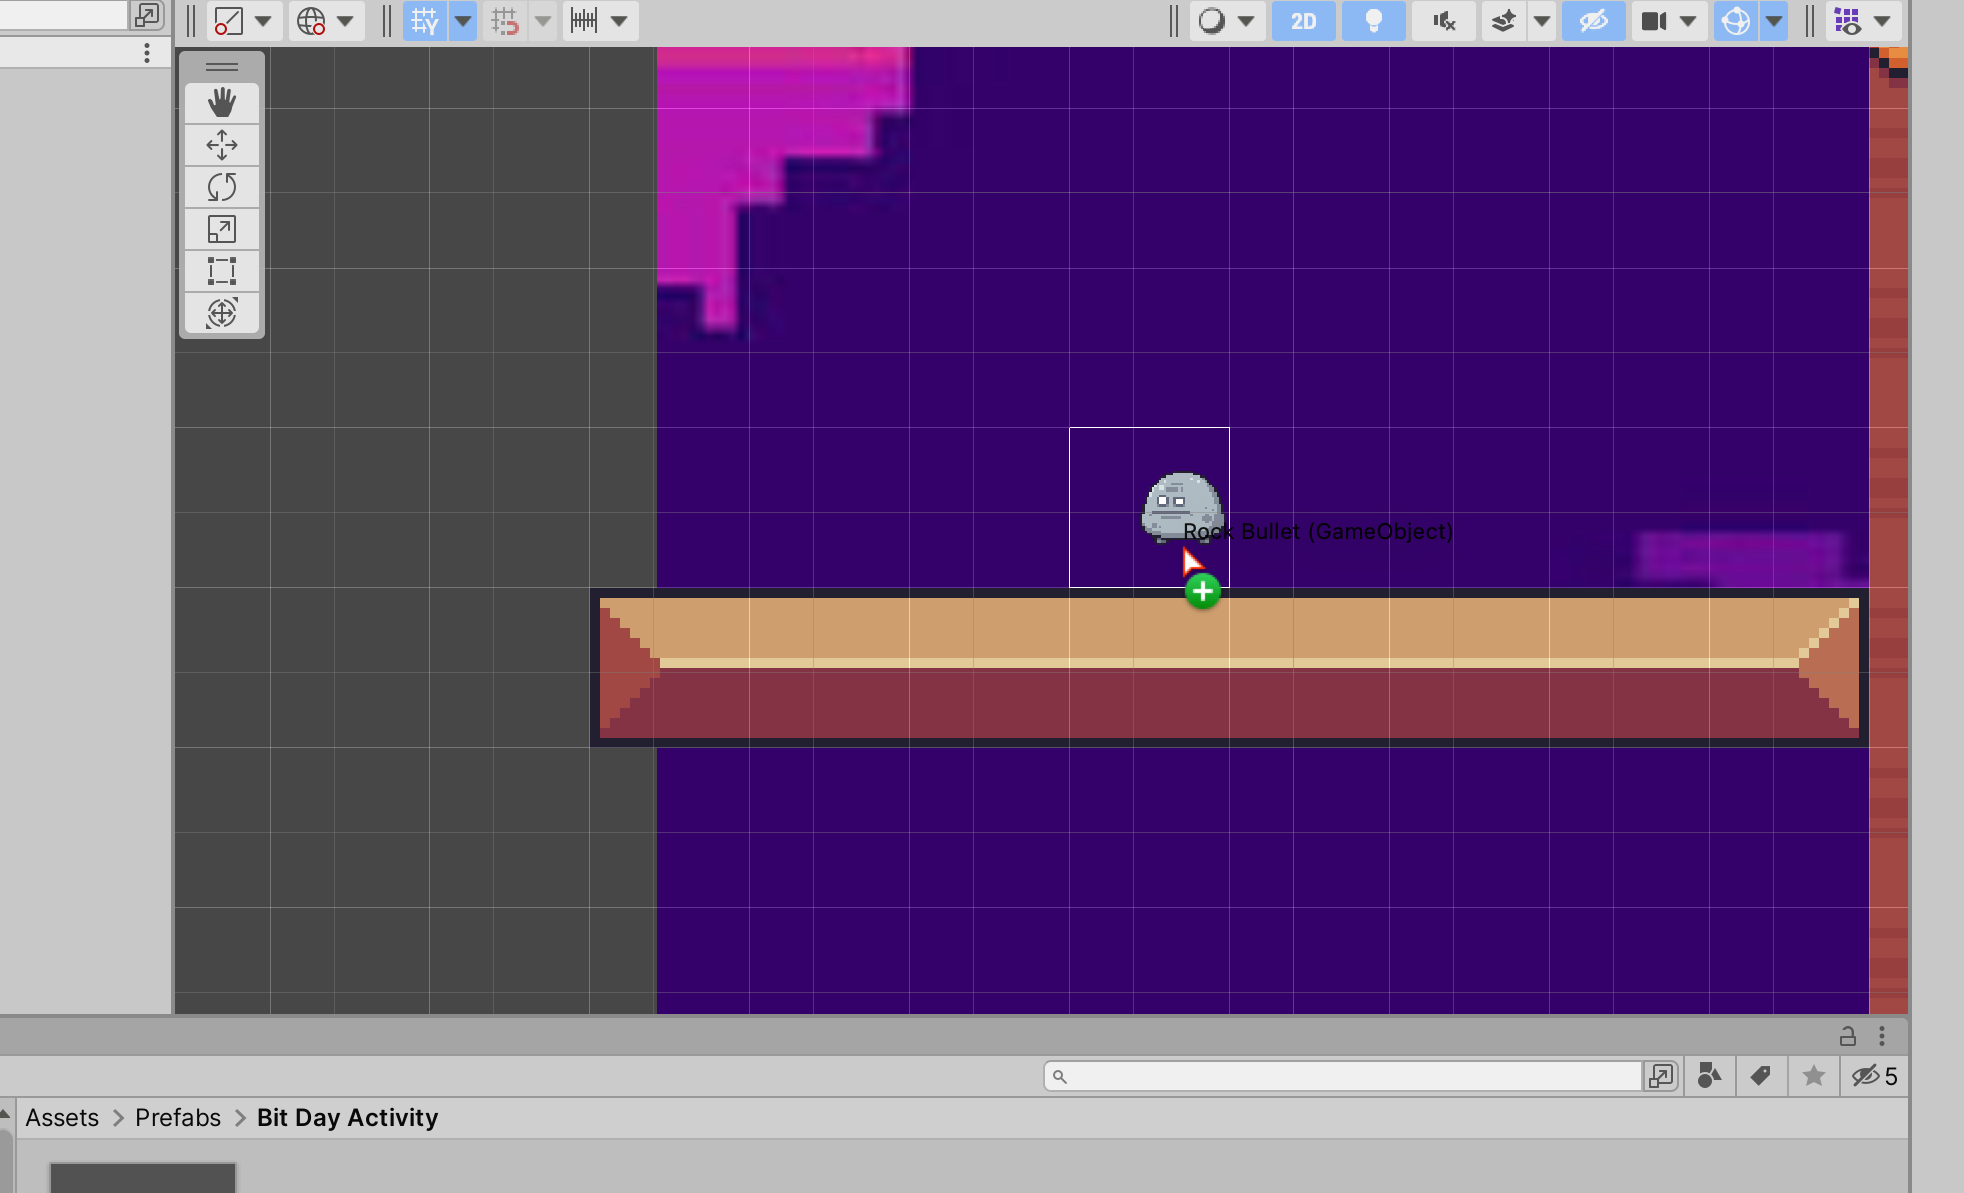 2D
Rock Bullet (GameObject)
5
Assets > Prefabs > Bit Day Activity